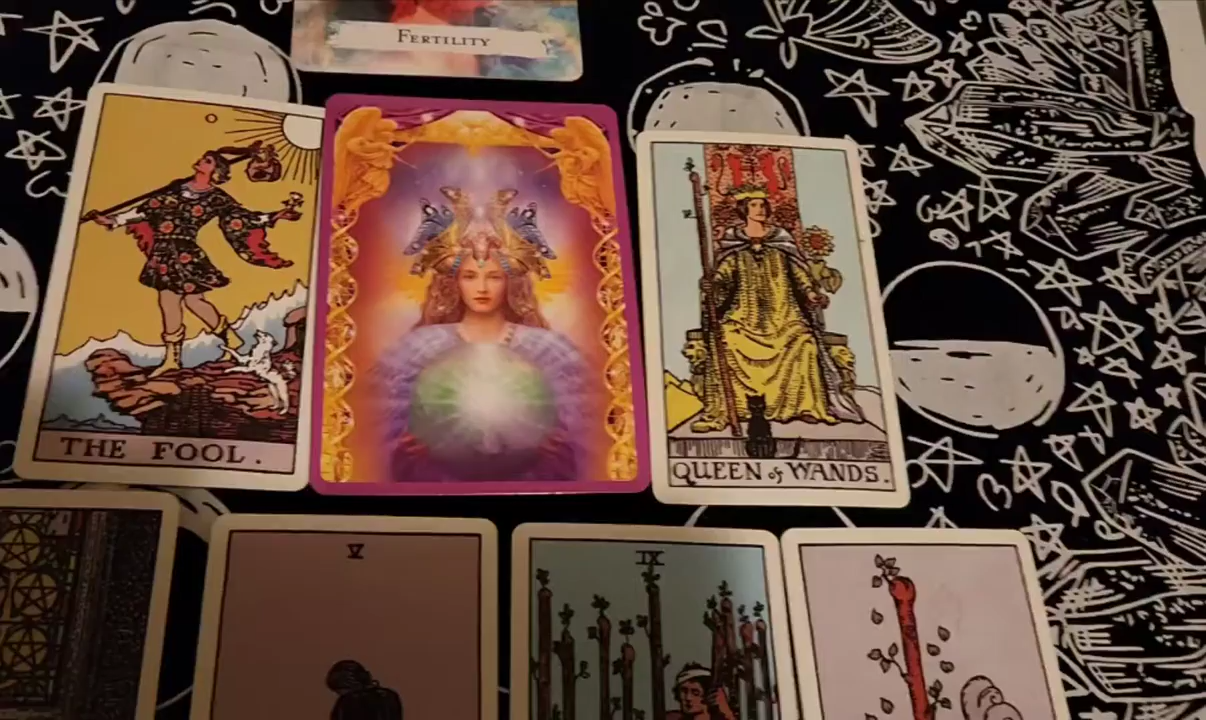 FERTILITY
THE FOOL.
QUEEN of WANDS.
V
IX